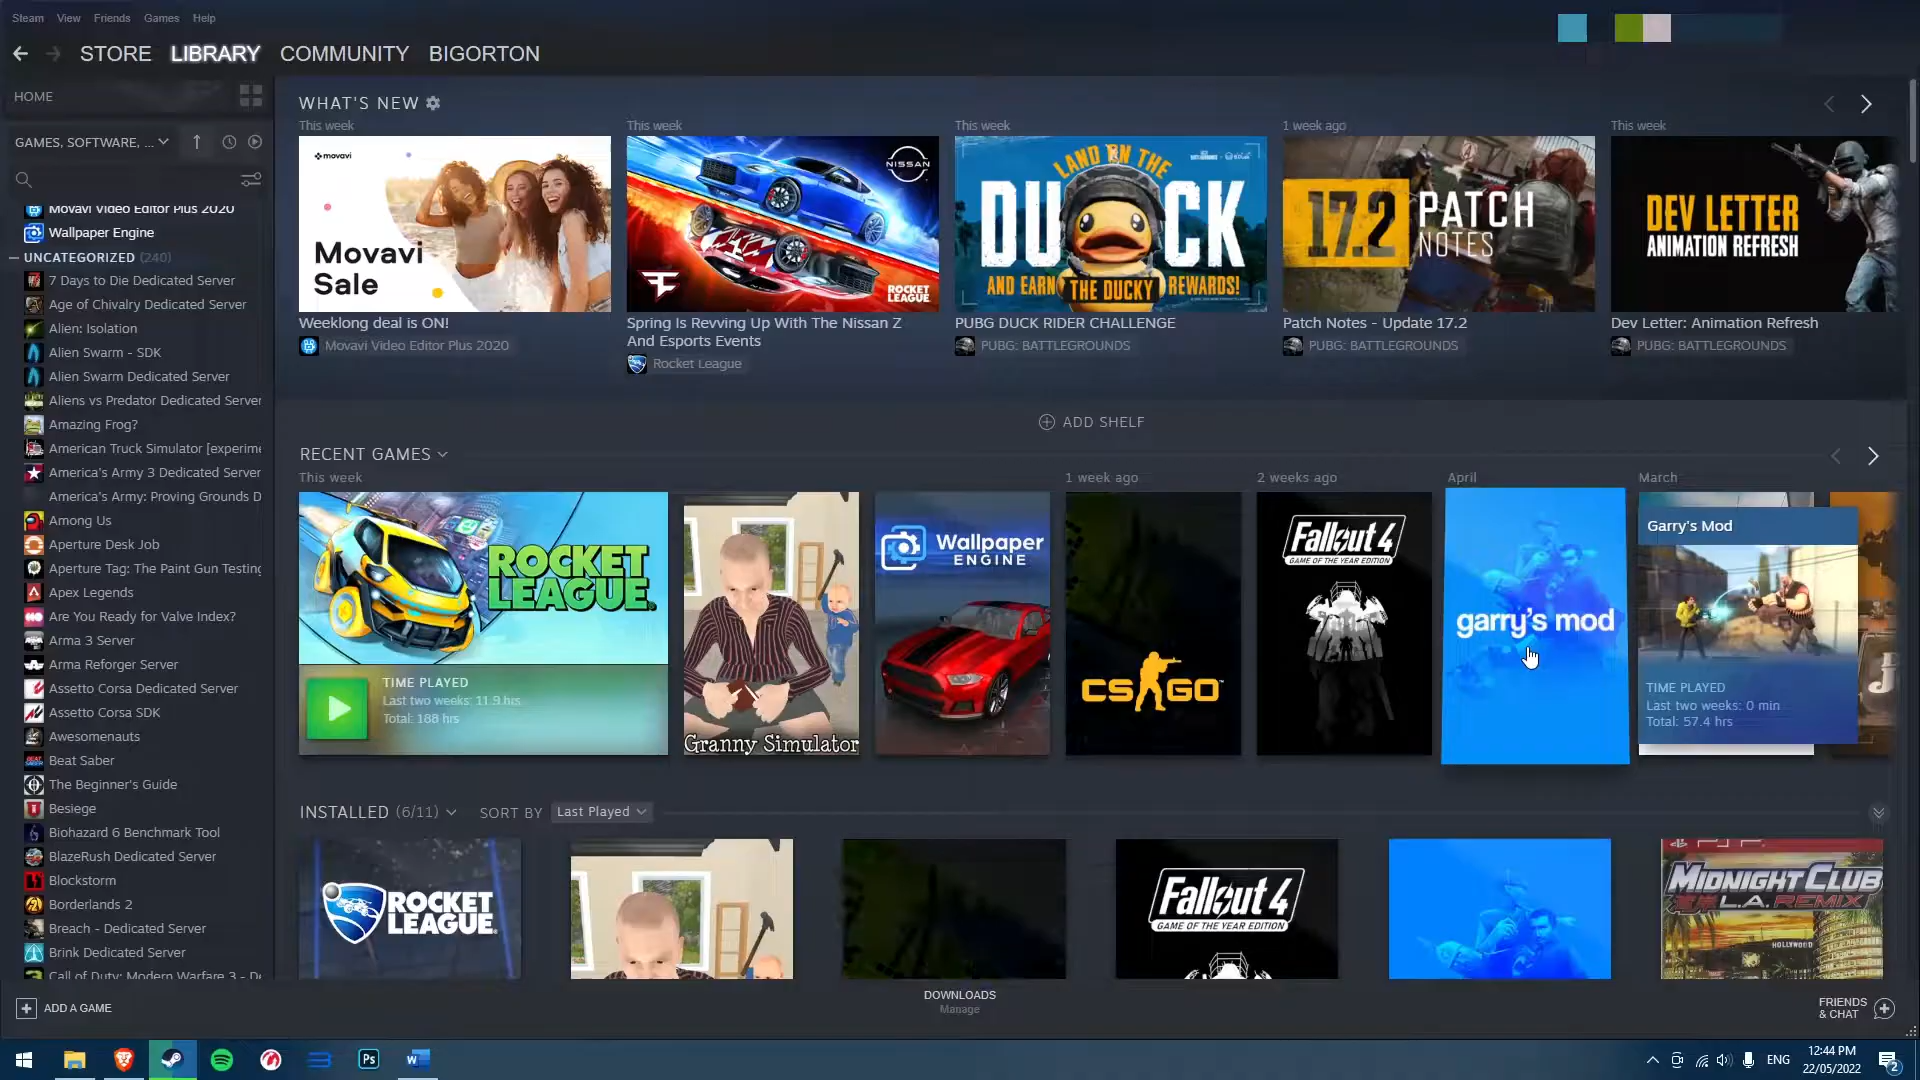 Steam View Friends Games Help
STORE LIBRARY COMMUNITY BIGORTON
HOME
GAMES, SOFTWARE, ...
Movavi Video Editor Plus 2020
Wallpaper Engine
UNCATEGORIZED (240)
7 Days to Die Dedicated Server
Age of Chivalry Dedicated Server
Alien: Isolation
Alien Swarm - SDK
Alien Swarm Dedicated Server
Aliens vs Predator Dedicated Server
Amazing Frog?
American Truck Simulator [experime
America's Army 3 Dedicated Server
America's Army: Proving Grounds D
Among Us
Aperture Desk Job
Aperture Tag: The Paint Gun Testing
Apex Legends
Are You Ready for Valve Index?
Arma 3 Server
Arma Reforger Server
Assetto Corsa Dedicated Server
Assetto Corsa SDK
Awesomenauts
Beat Saber
The Beginner's Guide
Besiege
Biohazard 6 Benchmark Tool
BlazeRush Dedicated Server
Blockstorm
Borderlands 2
Breach - Dedicated Server
Brink Dedicated Server
Call of Duty: Modern Warfare 3 - De
ADD A GAME
WHAT'S NEW
This week
movavi
Movavi
Sale
Weeklong deal is ON!
Movavi Video Editor Plus 2020
This week
NISSAN
ROCKET
LEAGUE
Spring Is Revving Up With The Nissan Z
And Esports Events
Rocket League
This week
LAND ON THE
DUCK
AND EARN THE DUCKY REWARDS!
PUBG DUCK RIDER CHALLENGE
PUBG: BATTLEGROUNDS
1 week ago
17.2 PATCH
NOTES
Patch Notes - Update 17.2
PUBG: BATTLEGROUNDS
This week
DEV LETTER
ANIMATION REFRESH
Dev Letter: Animation Refresh
PUBG: BATTLEGROUNDS
ADD SHELF
RECENT GAMES
This week
ROCKET
LEAGUE
TIME PLAYED
Last two weeks: 11.9 hrs
Total: 188 hrs
Granny Simulator
Wallpaper
ENGINE
1 week ago
CS GO
2 weeks ago
Fallout 4
GAME OF THE YEAR EDITION
April
garry's mod
March
Garry's Mod
TIME PLAYED
Last two weeks: 0 min
Total: 57.4 hrs
INSTALLED (6/11) SORT BY Last Played
ROCKET
LEAGUE
Fallout 4
GAME OF THE YEAR EDITION
MIDNIGHT CLUB
L.A. REMIX
HOLLYWOOD
DOWNLOADS
Manage
FRIENDS
& CHAT
Ps
W
ENG
12:44 PM
22/05/2022
2